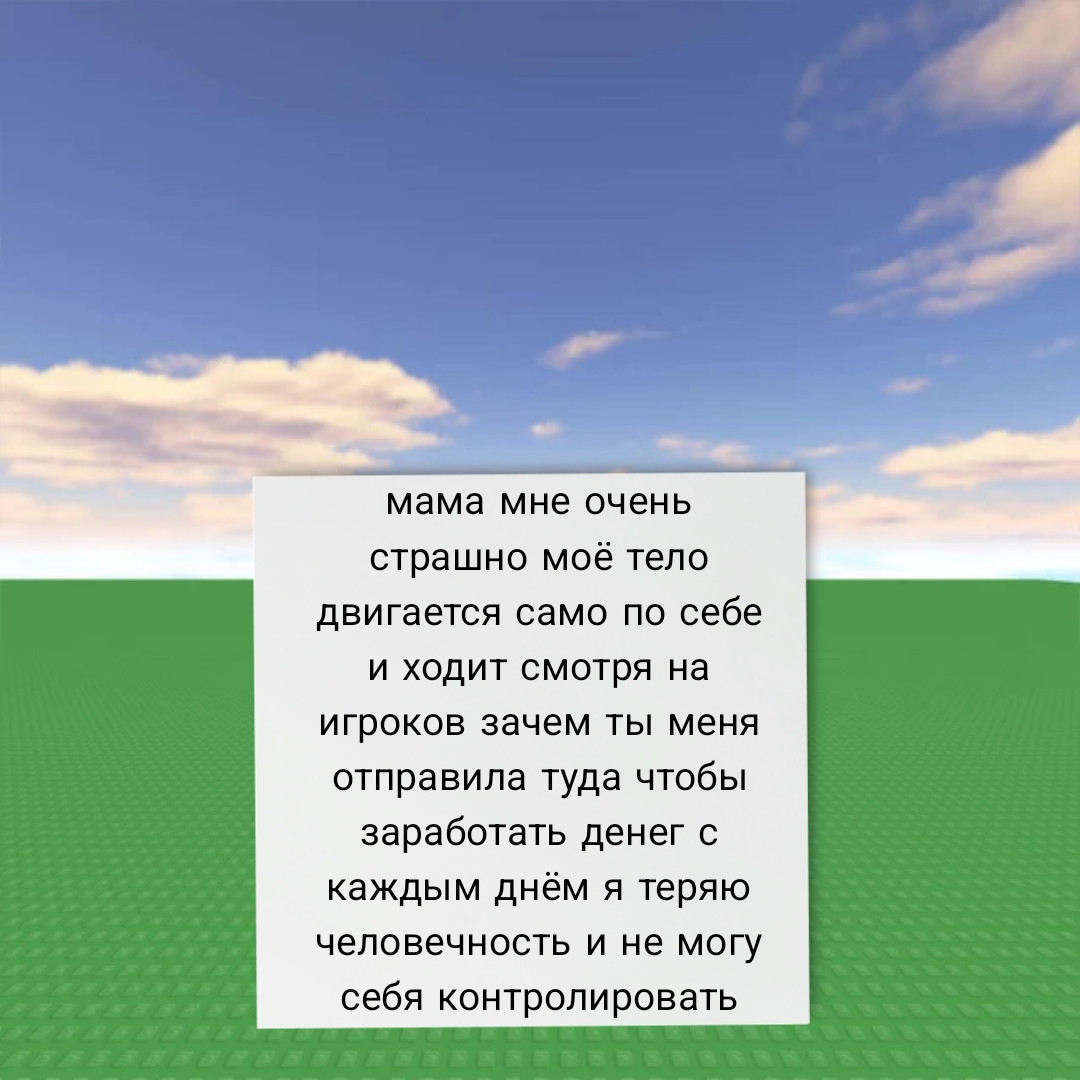 мама мне очень
страшно моё тело
двигается само по себе
и ходит смотря на
игроков зачем ты меня
отправила туда чтобы
заработать денег с
каждым днём я теряю
человечность и не могу
себя контролировать